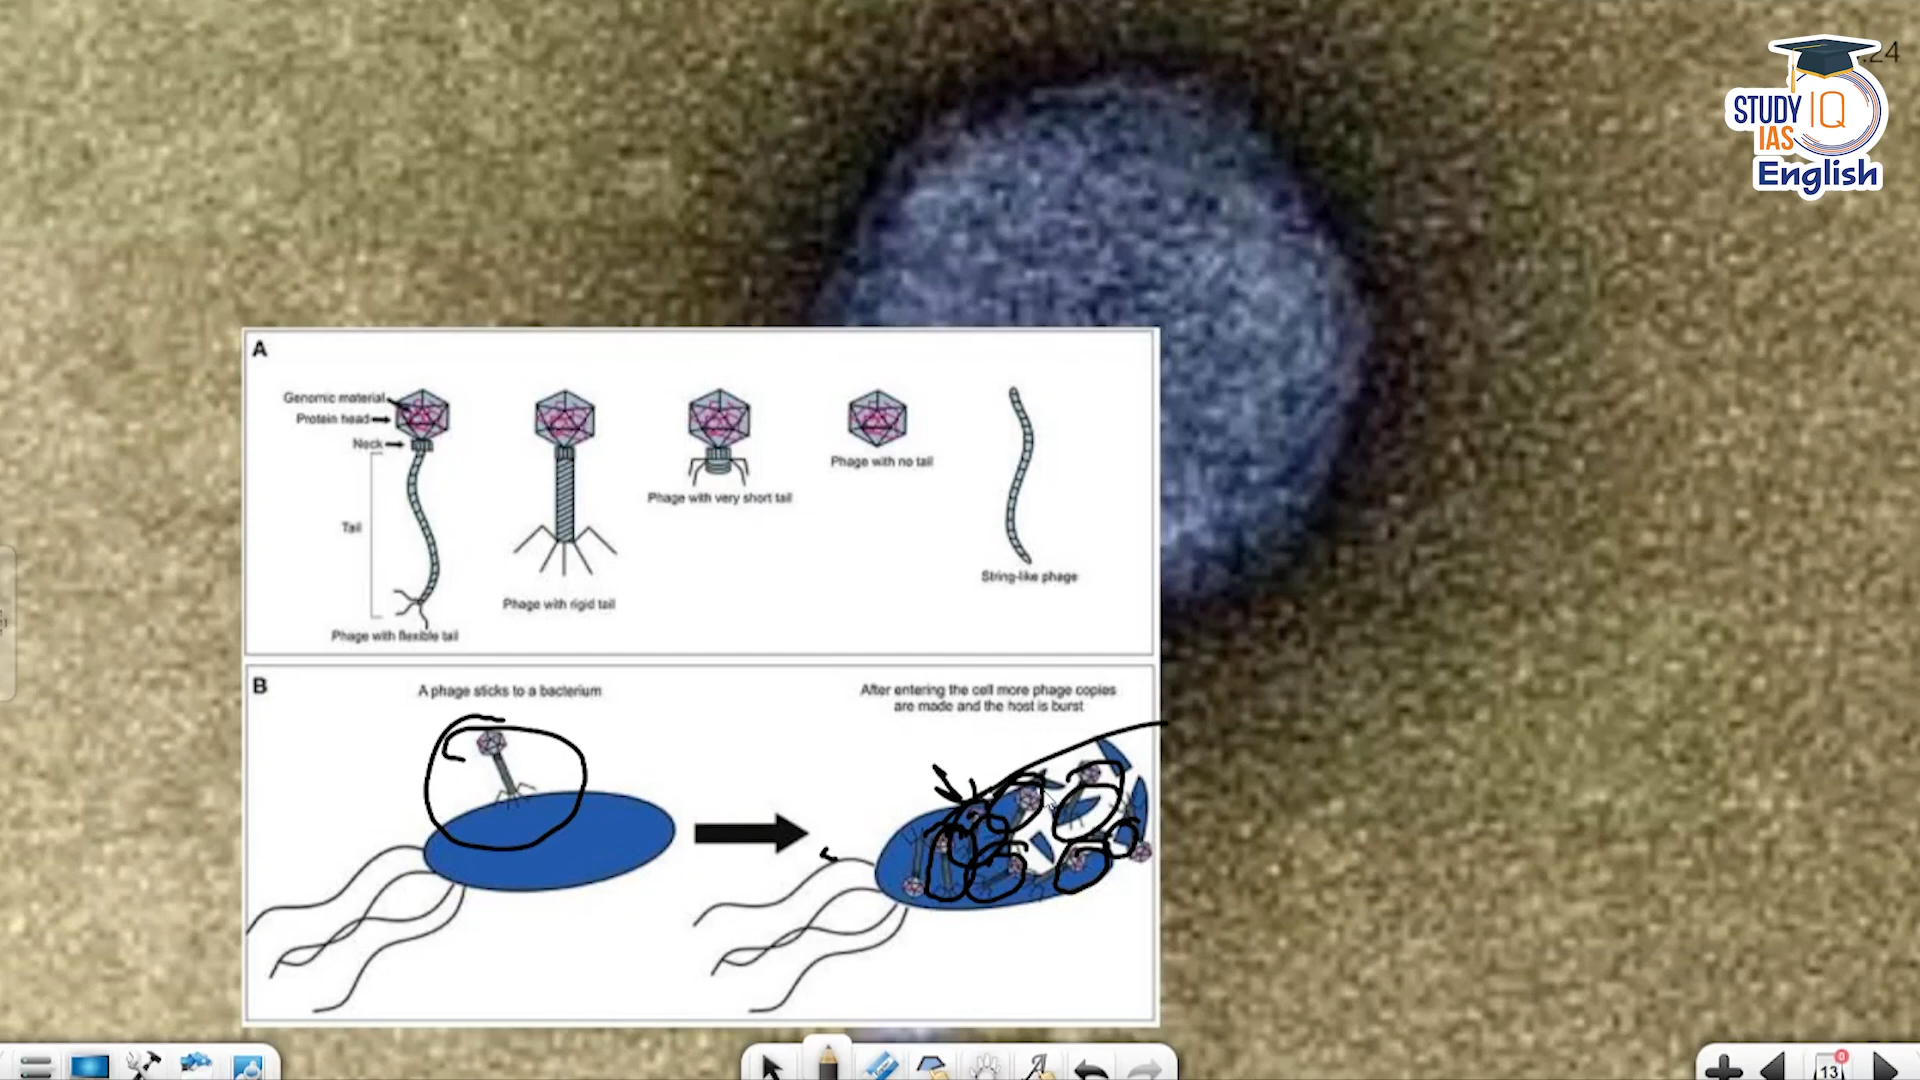 .24
STUDY IQ
IAS
English
A
Genomic material
Protein head
Neck
Tail
Phage with flexible tail
Phage with rigid tail
Phage with very short tail
Phage with no tail
String-like phage
B
A phage sticks to a bacterium
After entering the cell more phage copies
are made and the host is burst
13
0